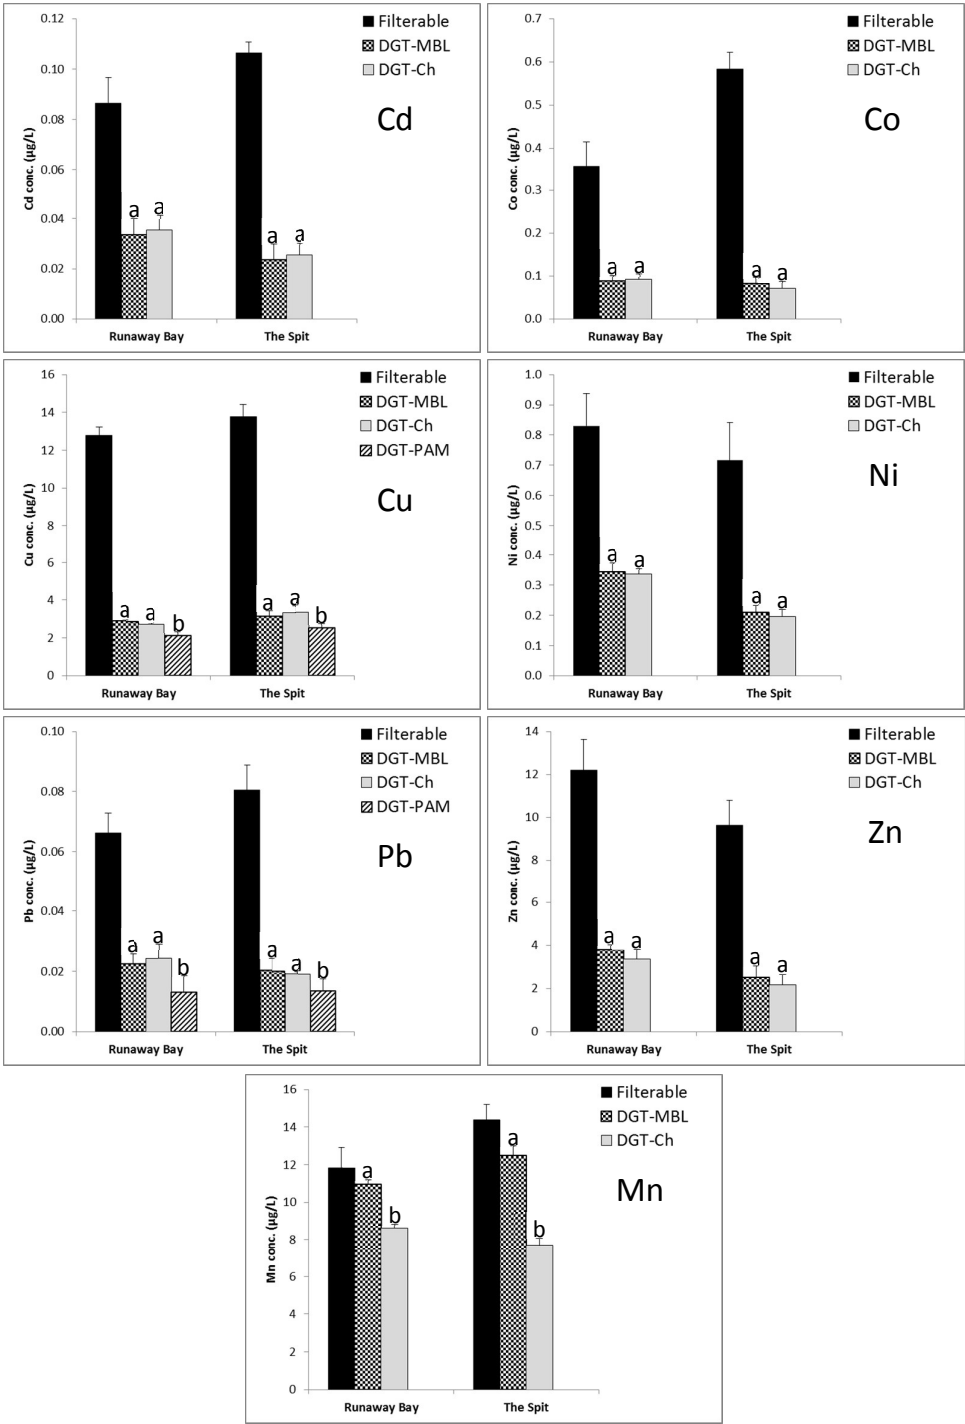 0.12
0.10
0.08
0.06
0.04
0.02
0.00
Cd conc. (µg/L)
Filterable
DGT-MBL
DGT-Ch
Cd
a a
a a
Runaway Bay The Spit
0.7
0.6
0.5
0.4
0.3
0.2
0.1
0.0
Co conc. (µg/L)
Filterable
DGT-MBL
DGT-Ch
Co
a a
a a
Runaway Bay The Spit
16
14
12
10
8
6
4
2
0
Cu conc. (µg/L)
Filterable
DGT-MBL
DGT-Ch
DGT-PAM
Cu
a a b
a a b
Runaway Bay The Spit
1.0
0.9
0.8
0.7
0.6
0.5
0.4
0.3
0.2
0.1
0.0
Ni conc. (µg/L)
Filterable
DGT-MBL
DGT-Ch
Ni
a a
a a
Runaway Bay The Spit
0.10
0.08
0.06
0.04
0.02
0.00
Pb conc. (µg/L)
Filterable
DGT-MBL
DGT-Ch
DGT-PAM
Pb
a a b
a a b
Runaway Bay The Spit
14
12
10
8
6
4
2
0
Zn conc. (µg/L)
Filterable
DGT-MBL
DGT-Ch
Zn
a a
a a
Runaway Bay The Spit
16
14
12
10
8
6
4
2
0
Mn conc. (µg/L)
Filterable
DGT-MBL
DGT-Ch
Mn
a b
a b
Runaway Bay The Spit